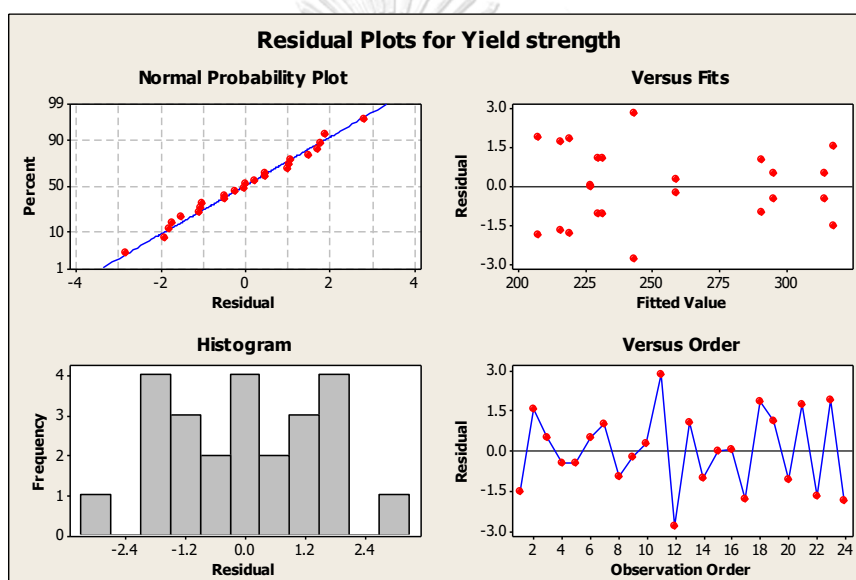 Residual Plots for Yield strength
Normal Probability Plot
Versus Fits
99
90
50
10
1
Percent
-4
-2
0
2
4
Residual
3.0
1.5
0.0
-1.5
-3.0
Residual
200
225
250
275
300
Fitted Value
Histogram
Versus Order
4
3
2
1
0
Frequency
-2.4
-1.2
0.0
1.2
2.4
Residual
3.0
1.5
0.0
-1.5
-3.0
Residual
2 4 6 8 10 12 14 16 18 20 22 24
Observation Order